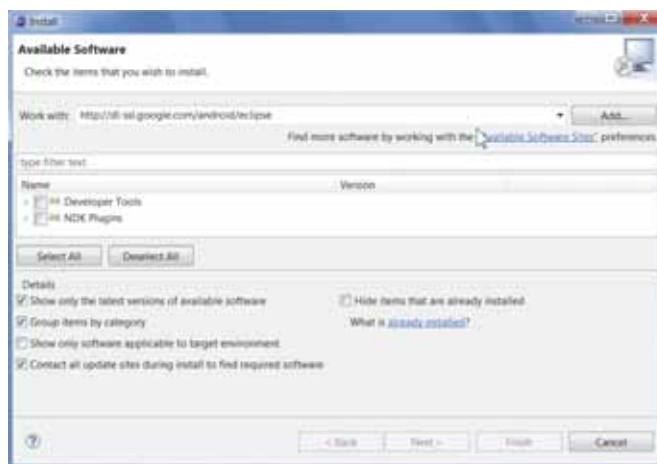 Install
Available Software
Check the items that you wish to install.
Work with: http://dl-ssl.google.com/android/eclipse
Add...
Find more software by working with the "Available Software Sites" preferences.
type filter text
Name Version
Developer Tools
NDK Plugins
Select All Deselect All
Details
Show only the latest versions of available software
Hide items that are already installed
Group items by category
What is already installed?
Show only software applicable to target environment
Contact all update sites during install to find required software
? < Back Next > Finish Cancel